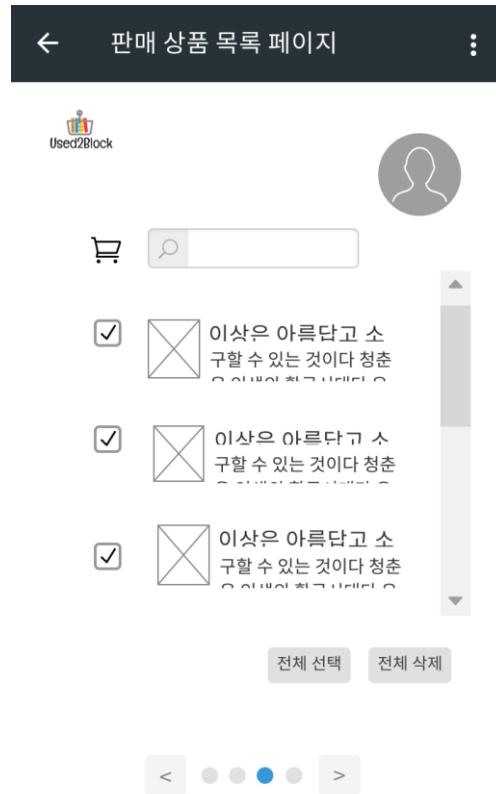 판매 상품 목록 페이지
Used2Block
이상은 아름답고 소
구할 수 있는 것이다 청춘
이상은 아름답고 소
구할 수 있는 것이다 청춘
이상은 아름답고 소
구할 수 있는 것이다 청춘
전체 선택 전체 삭제
< >